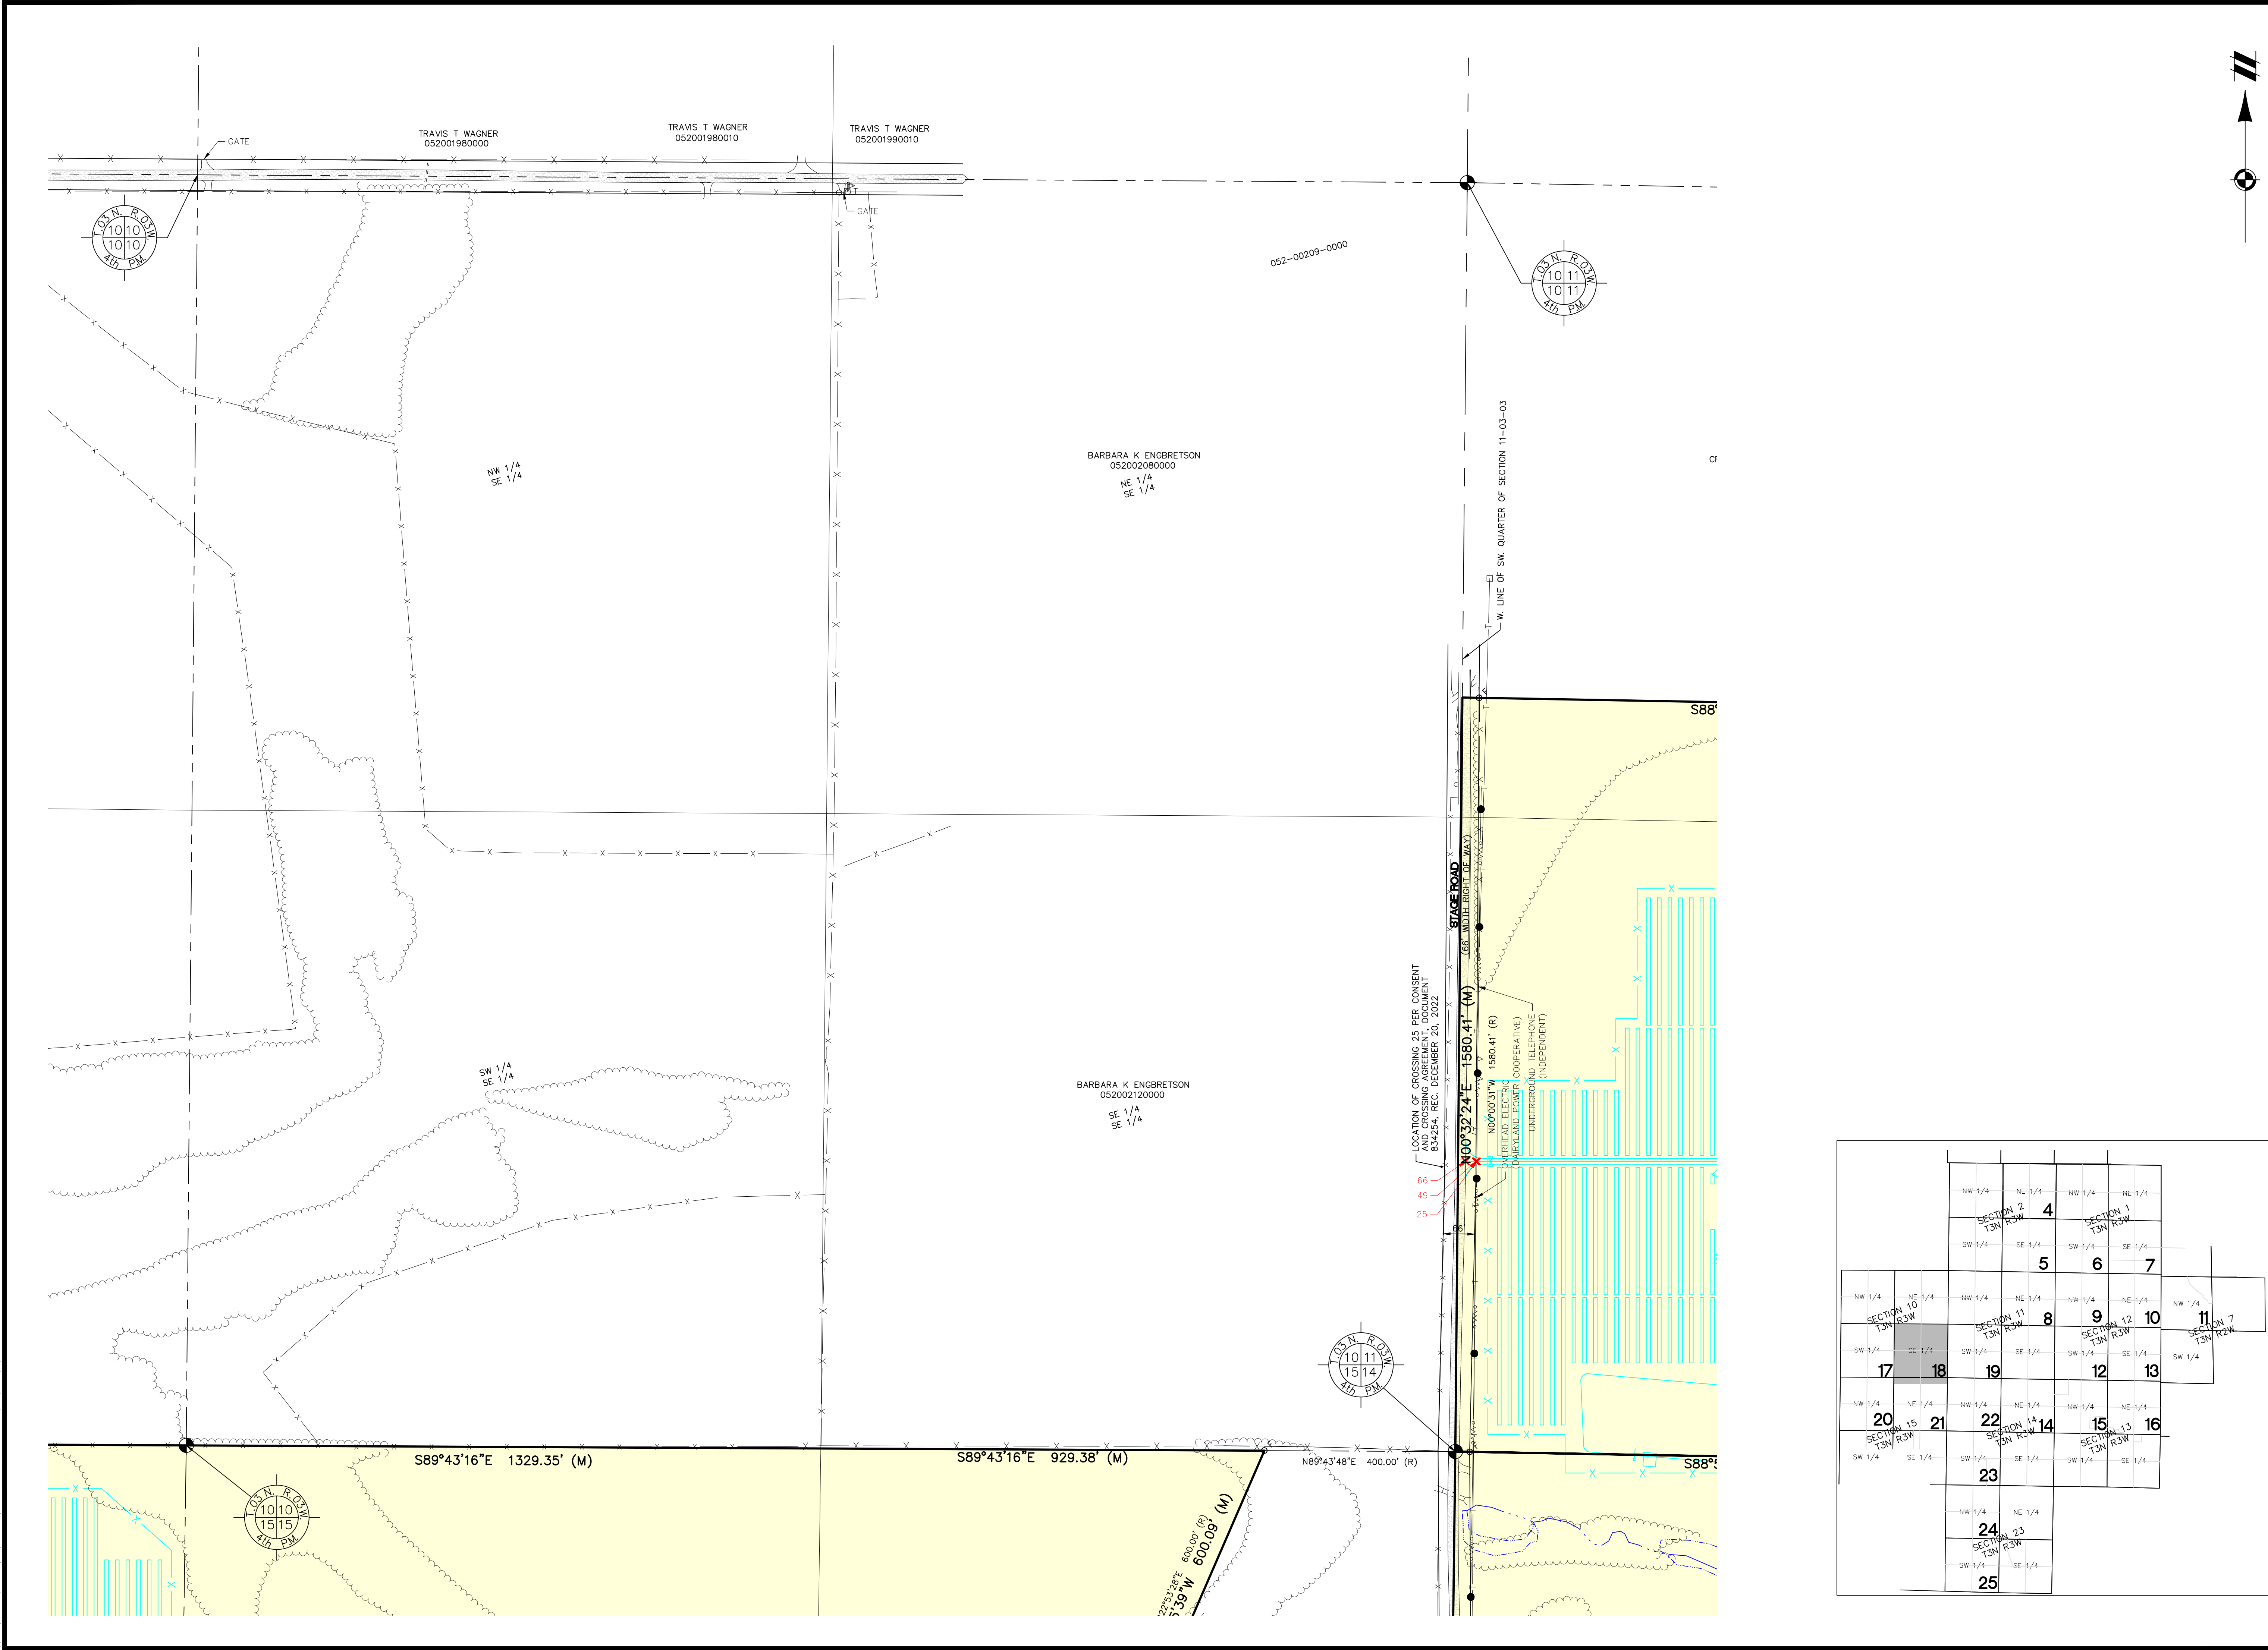 TRAVIS T WAGNER
052001980000
TRAVIS T WAGNER
052001980010
TRAVIS T WAGNER
052001990010
GATE
GATE
T.03 N. R.03W.
10 10
10 10
4th P.M.
052-00209-0000
T.03 N. R.03W.
10 11
10 11
4th P.M.
NW 1/4
SE 1/4
BARBARA K ENGBRETSON
052002080000
NE 1/4
SE 1/4
W. LINE OF SW. QUARTER OF SECTION 11-03-03
S88°
STAGE ROAD
(66' WIDTH RIGHT OF WAY)
LOCATION OF CROSSING 25 PER CONSENT
AND CROSSING AGREEMENT, DOCUMENT
834254, REC. DECEMBER 20, 2022
N00°32'24"E 1580.41' (M)
N00°00'31"W 1580.41' (R)
OVERHEAD ELECTRIC
(DAIRYLAND POWER COOPERATIVE)
UNDERGROUND TELEPHONE
(INDEPENDENT)
66
49
25
66'
SW 1/4
SE 1/4
BARBARA K ENGBRETSON
052002120000
SE 1/4
SE 1/4
T.03 N. R.03W.
10 11
15 14
4th P.M.
S89°43'16"E 1329.35' (M)
S89°43'16"E 929.38' (M)
N89°43'48"E 400.00' (R)
T.03 N. R.03W.
10 10
15 15
4th P.M.
22°53'28"E 600.00' (R)
5'39"W 600.09' (M)
NW 1/4 NE 1/4 NW 1/4 NE 1/4
SECTION 2
T3N R3W
4
SECTION 1
T3N R3W
SW 1/4 SE 1/4 SW 1/4 SE 1/4
5 6 7
NW 1/4 NE 1/4 NW 1/4 NE 1/4 NW 1/4 NE 1/4 NW 1/4
SECTION 10
T3N R3W
SECTION 11
T3N R3W
8 9
SECTION 12
T3N R3W
10 11
SECTION 7
T3N R2W
SW 1/4 SE 1/4 SW 1/4 SE 1/4 SW 1/4 SE 1/4 SW 1/4
17 18 19 12 13
NW 1/4 NE 1/4 NW 1/4 NE 1/4 NW 1/4 NE 1/4
20 21 22 14 15 16
SECTION 15
T3N R3W
SECTION 14
T3N R3W
SECTION 13
T3N R3W
SW 1/4 SE 1/4 SW 1/4 SE 1/4 SW 1/4 SE 1/4
23
NW 1/4 NE 1/4
24
SECTION 23
T3N R3W
SW 1/4 SE 1/4
25